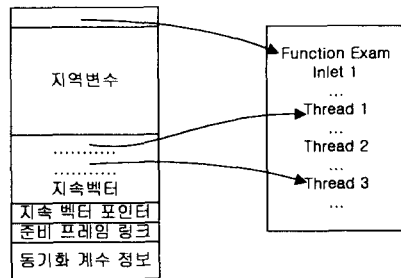 지역변수
............
............
지속벡터
지속 벡터 포인터
준비 프레임 링크
동기화 계수 정보
Function Exam
Inlet 1
...
Thread 1
...
Thread 2
...
Thread 3
...